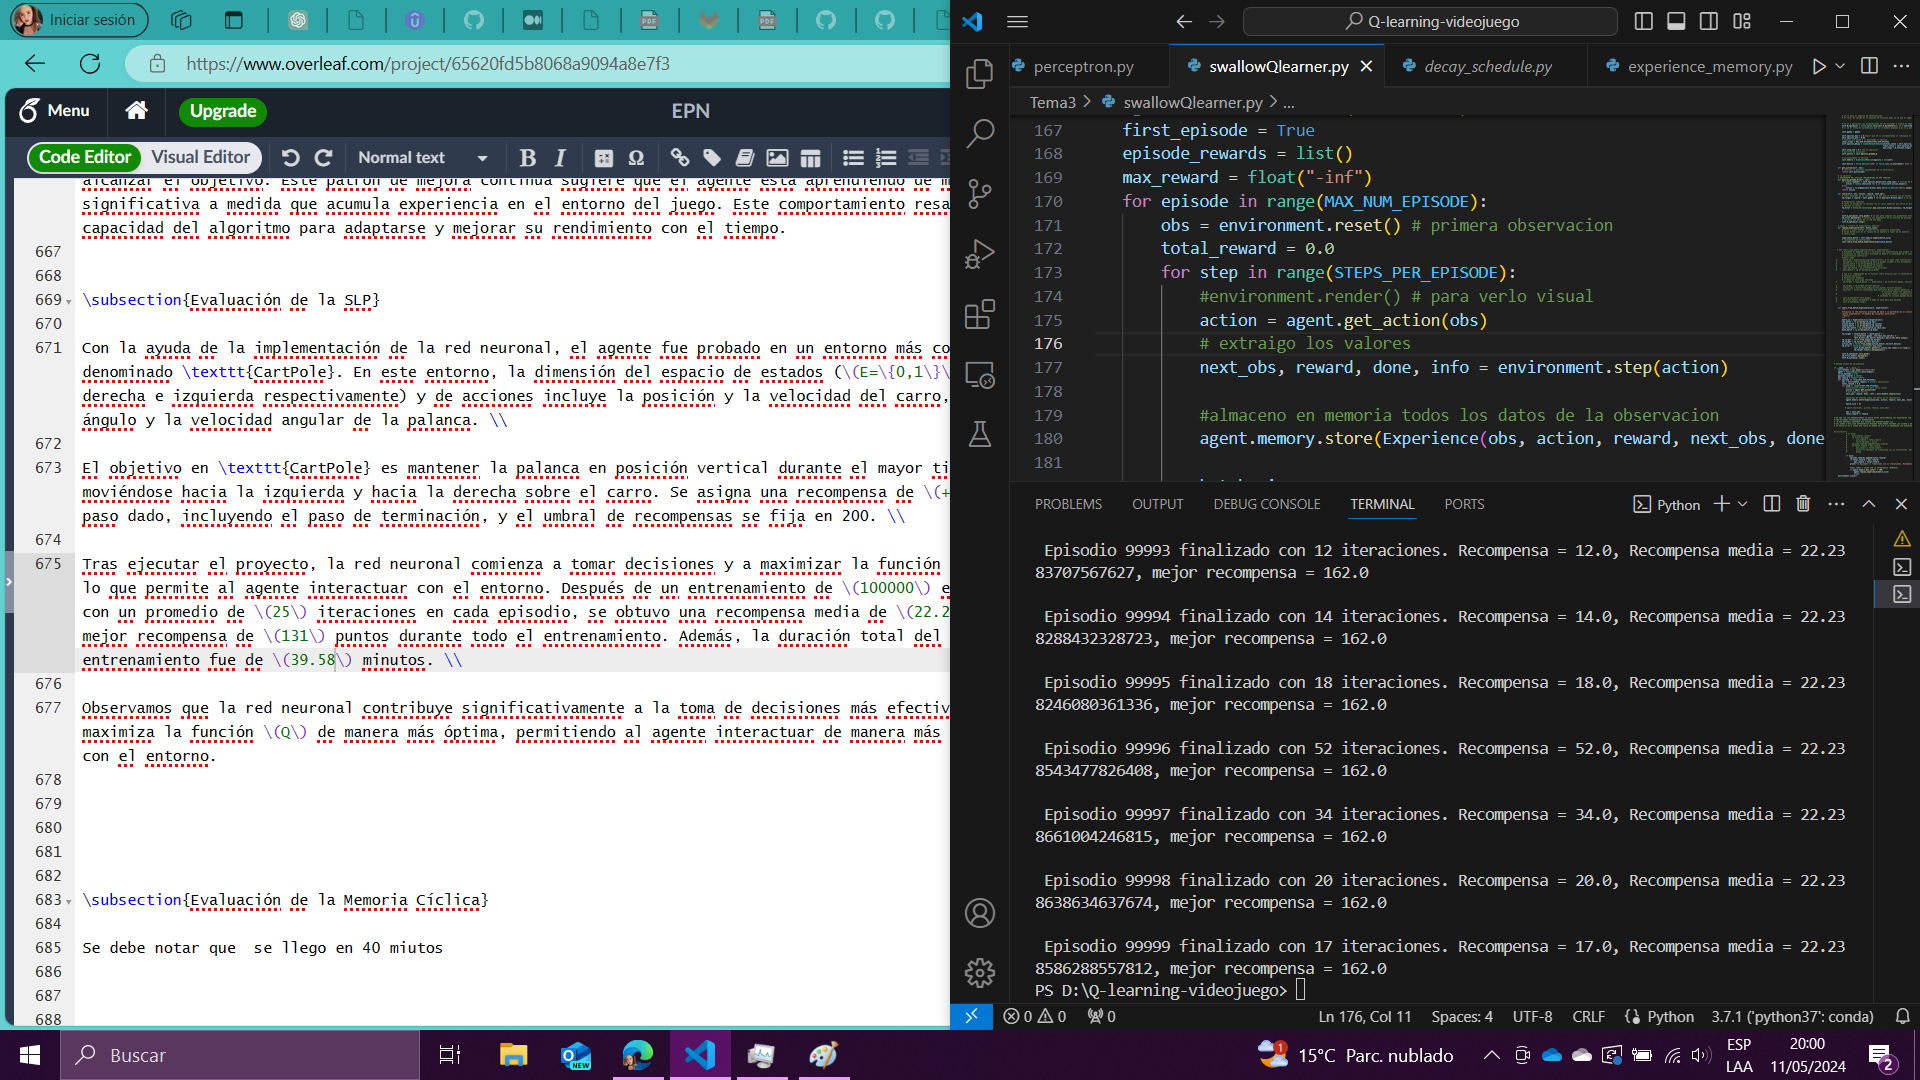 Iniciar sesión
https://www.overleaf.com/project/65620fd5b8068a9094a8e7f3
Menu
Upgrade
EPN
Code Editor
Visual Editor
Normal text
alcanzar el objetivo. Este patrón de mejora continua sugiere que el agente está aprendiendo de m
significativa a medida que acumula experiencia en el entorno del juego. Este comportamiento resa
capacidad del algoritmo para adaptarse y mejorar su rendimiento con el tiempo.
667
668
669 \subsection{Evaluación de la SLP}
670
671 Con la ayuda de la implementación de la red neuronal, el agente fue probado en un entorno más co
denominado \texttt{CartPole}. En este entorno, la dimensión del espacio de estados (\(E=\{0,1\}\
derecha e izquierda respectivamente) y de acciones incluye la posición y la velocidad del carro,
ángulo y la velocidad angular de la palanca. \\
672
673 El objetivo en \texttt{CartPole} es mantener la palanca en posición vertical durante el mayor ti
moviéndose hacia la izquierda y hacia la derecha sobre el carro. Se asigna una recompensa de \(+
paso dado, incluyendo el paso de terminación, y el umbral de recompensas se fija en 200. \\
674
675 Tras ejecutar el proyecto, la red neuronal comienza a tomar decisiones y a maximizar la función
lo que permite al agente interactuar con el entorno. Después de un entrenamiento de \(100000\) e
con un promedio de \(25\) iteraciones en cada episodio, se obtuvo una recompensa media de \(22.2
mejor recompensa de \(131\) puntos durante todo el entrenamiento. Además, la duración total del
entrenamiento fue de \(39.58\) minutos. \\
676
677 Observamos que la red neuronal contribuye significativamente a la toma de decisiones más efectiv
maximiza la función \(Q\) de manera más óptima, permitiendo al agente interactuar de manera más
con el entorno.
678
679
680
681
682
683 \subsection{Evaluación de la Memoria Cíclica}
684
685 Se debe notar que  se llego en 40 miutos
686
687
688
Q-learning-videojuego
perceptron.py
swallowQlearner.py
decay_schedule.py
experience_memory.py
Tema3 > swallowQlearner.py > ...
167 first_episode = True
168 episode_rewards = list()
169 max_reward = float("-inf")
170 for episode in range(MAX_NUM_EPISODE):
171 obs = environment.reset() # primera observacion
172 total_reward = 0.0
173 for step in range(STEPS_PER_EPISODE):
174 #environment.render() # para verlo visual
175 action = agent.get_action(obs)
176 # extraigo los valores
177 next_obs, reward, done, info = environment.step(action)
178
179 #almaceno en memoria todos los datos de la observacion
180 agent.memory.store(Experience(obs, action, reward, next_obs, done
181
PROBLEMS
OUTPUT
DEBUG CONSOLE
TERMINAL
PORTS
Python
Episodio 99993 finalizado con 12 iteraciones. Recompensa = 12.0, Recompensa media = 22.23
83707567627, mejor recompensa = 162.0
Episodio 99994 finalizado con 14 iteraciones. Recompensa = 14.0, Recompensa media = 22.23
8288432328723, mejor recompensa = 162.0
Episodio 99995 finalizado con 18 iteraciones. Recompensa = 18.0, Recompensa media = 22.23
8246080361336, mejor recompensa = 162.0
Episodio 99996 finalizado con 52 iteraciones. Recompensa = 52.0, Recompensa media = 22.23
8543477826408, mejor recompensa = 162.0
Episodio 99997 finalizado con 34 iteraciones. Recompensa = 34.0, Recompensa media = 22.23
8661004246815, mejor recompensa = 162.0
Episodio 99998 finalizado con 20 iteraciones. Recompensa = 20.0, Recompensa media = 22.23
8638634637674, mejor recompensa = 162.0
Episodio 99999 finalizado con 17 iteraciones. Recompensa = 17.0, Recompensa media = 22.23
8586288557812, mejor recompensa = 162.0
PS D:\Q-learning-videojuego>
0 0 0
Ln 176, Col 11
Spaces: 4
UTF-8
CRLF
Python
3.7.1 ('python37': conda)
Buscar
15°C Parc. nublado
ESP
LAA
20:00
11/05/2024
2